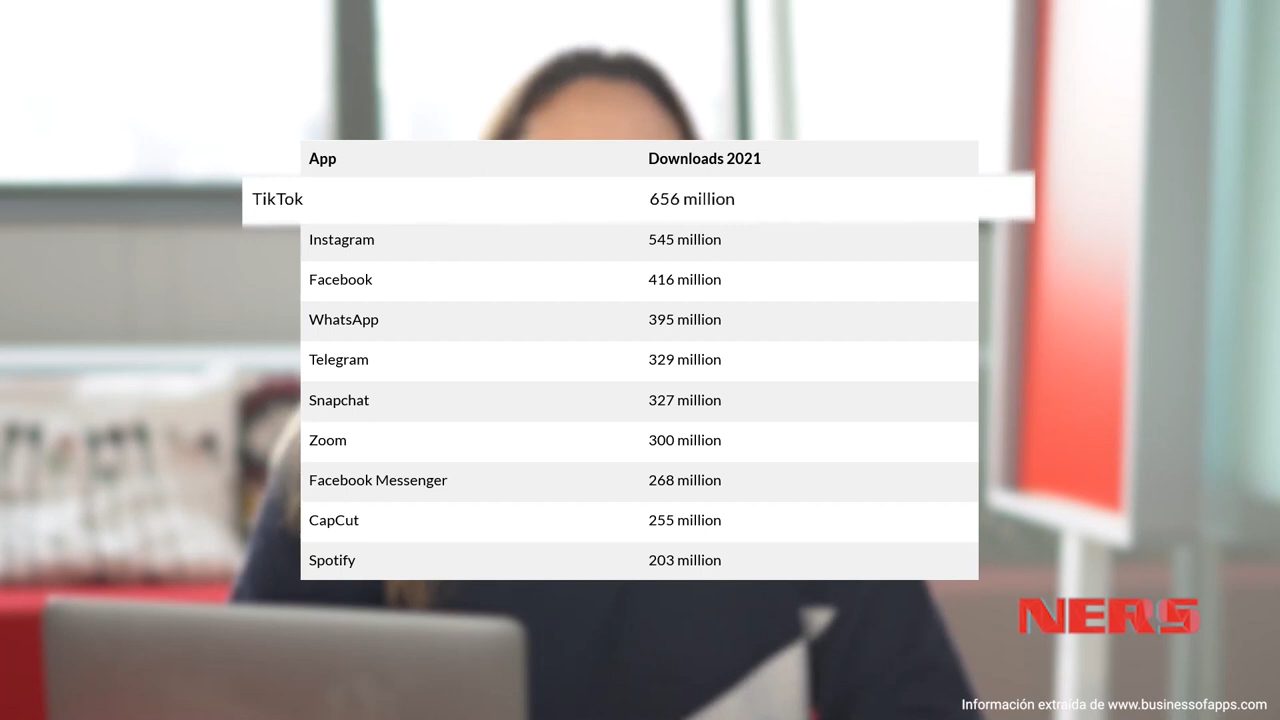 App Downloads 2021
TikTok 656 million
Instagram 545 million
Facebook 416 million
WhatsApp 395 million
Telegram 329 million
Snapchat 327 million
Zoom 300 million
Facebook Messenger 268 million
CapCut 255 million
Spotify 203 million
NERS
Información extraída de www.businessofapps.com